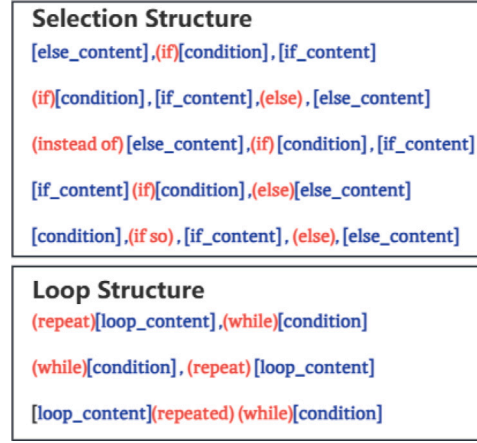 Selection Structure
[else_content],(if)[condition], [if_content]
(if)[condition], [if_content],(else), [else_content]
(instead of) [else_content],(if) [condition], [if_content]
[if_content] (if)[condition],(else)[else_content]
[condition],(if so), [if_content], (else), [else_content]
Loop Structure
(repeat)[loop_content],(while)[condition]
(while)[condition], (repeat) [loop_content]
[loop_content](repeated) (while)[condition]